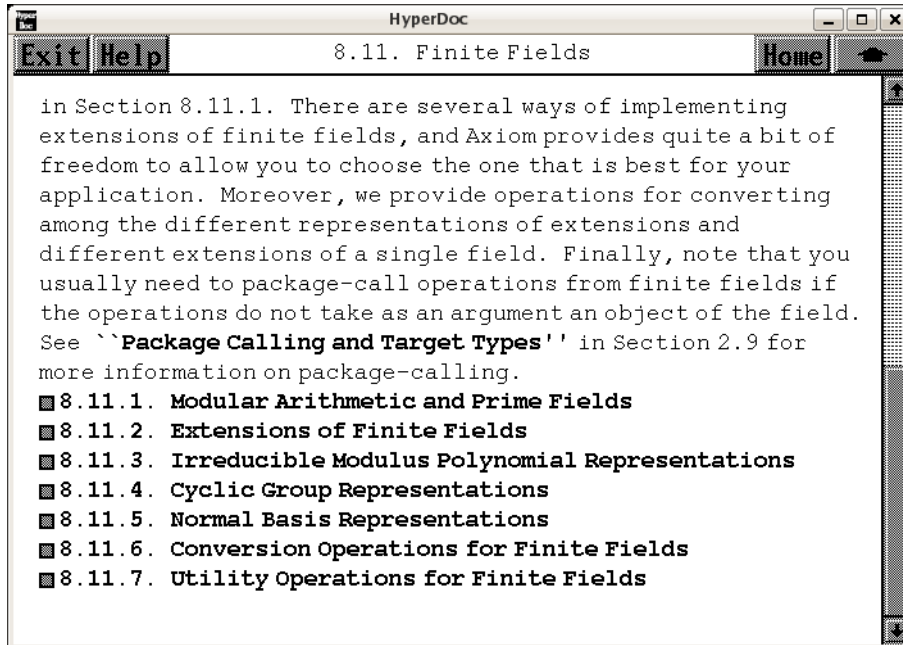 Hyper Doc
HyperDoc
Exit Help 8.11. Finite Fields Home
in Section 8.11.1. There are several ways of implementing
extensions of finite fields, and Axiom provides quite a bit of
freedom to allow you to choose the one that is best for your
application. Moreover, we provide operations for converting
among the different representations of extensions and
different extensions of a single field. Finally, note that you
usually need to package-call operations from finite fields if
the operations do not take as an argument an object of the field.
See ``Package Calling and Target Types'' in Section 2.9 for
more information on package-calling.
8.11.1. Modular Arithmetic and Prime Fields
8.11.2. Extensions of Finite Fields
8.11.3. Irreducible Modulus Polynomial Representations
8.11.4. Cyclic Group Representations
8.11.5. Normal Basis Representations
8.11.6. Conversion Operations for Finite Fields
8.11.7. Utility Operations for Finite Fields